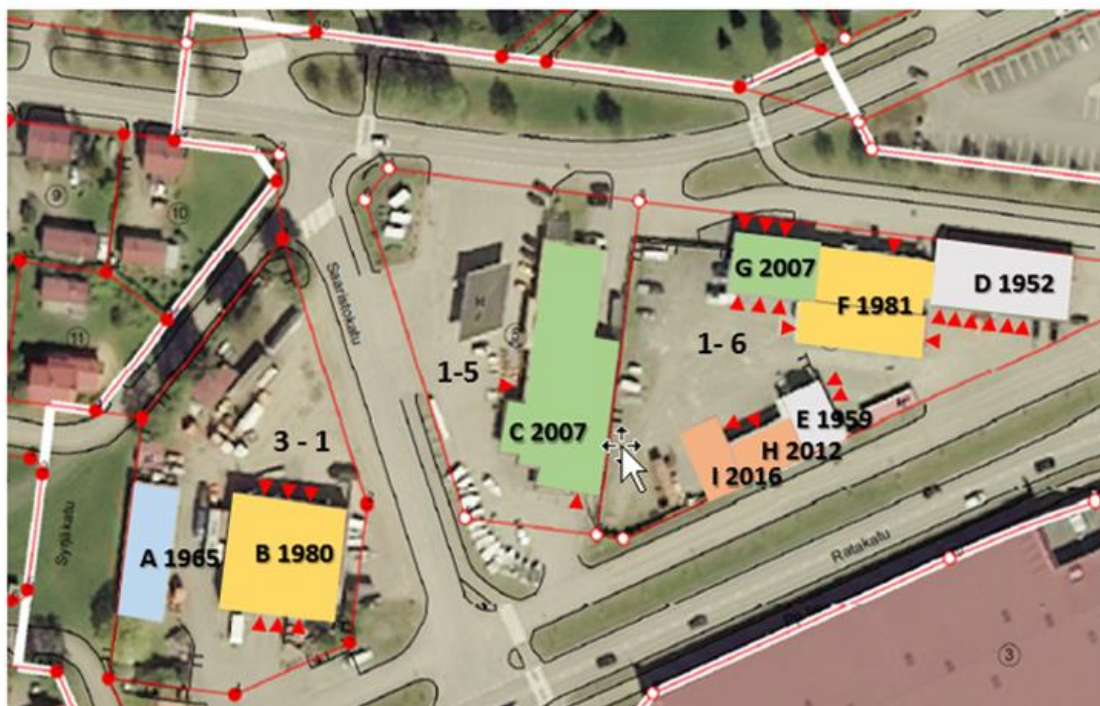 9
10
11
Saaristokatu
G 2007
D 1952
F 1981
1-5
1- 6
C 2007
E 1959
H 2012
I 2016
3 - 1
A 1965
B 1980
Syrjäkatu
Ratakatu
3